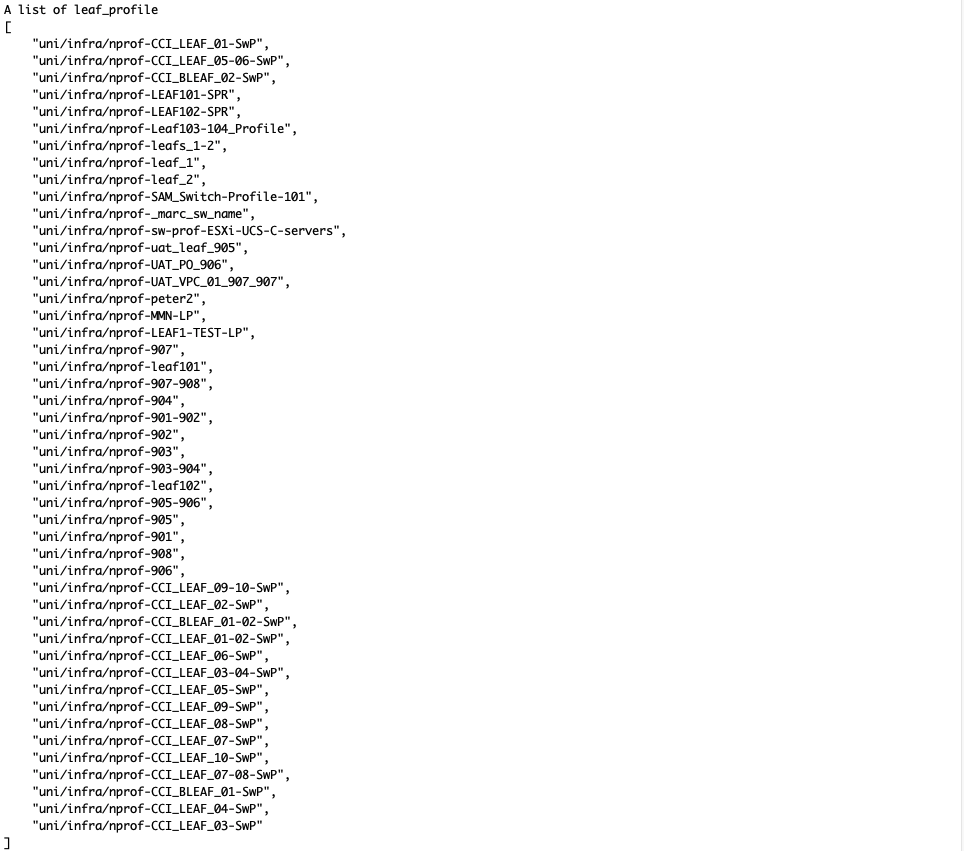 A list of leaf_profile
[
    "uni/infra/nprof-CCI_LEAF_01-SwP",
    "uni/infra/nprof-CCI_LEAF_05-06-SwP",
    "uni/infra/nprof-CCI_BLEAF_02-SwP",
    "uni/infra/nprof-LEAF101-SPR",
    "uni/infra/nprof-LEAF102-SPR",
    "uni/infra/nprof-Leaf103-104_Profile",
    "uni/infra/nprof-leafs_1-2",
    "uni/infra/nprof-leaf_1",
    "uni/infra/nprof-leaf_2",
    "uni/infra/nprof-SAM_Switch-Profile-101",
    "uni/infra/nprof-_marc_sw_name",
    "uni/infra/nprof-sw-prof-ESXi-UCS-C-servers",
    "uni/infra/nprof-uat_leaf_905",
    "uni/infra/nprof-UAT_PO_906",
    "uni/infra/nprof-UAT_VPC_01_907_907",
    "uni/infra/nprof-peter2",
    "uni/infra/nprof-MMN-LP",
    "uni/infra/nprof-LEAF1-TEST-LP",
    "uni/infra/nprof-907",
    "uni/infra/nprof-leaf101",
    "uni/infra/nprof-907-908",
    "uni/infra/nprof-904",
    "uni/infra/nprof-901-902",
    "uni/infra/nprof-902",
    "uni/infra/nprof-903",
    "uni/infra/nprof-903-904",
    "uni/infra/nprof-leaf102",
    "uni/infra/nprof-905-906",
    "uni/infra/nprof-905",
    "uni/infra/nprof-901",
    "uni/infra/nprof-908",
    "uni/infra/nprof-906",
    "uni/infra/nprof-CCI_LEAF_09-10-SwP",
    "uni/infra/nprof-CCI_LEAF_02-SwP",
    "uni/infra/nprof-CCI_BLEAF_01-02-SwP",
    "uni/infra/nprof-CCI_LEAF_01-02-SwP",
    "uni/infra/nprof-CCI_LEAF_06-SwP",
    "uni/infra/nprof-CCI_LEAF_03-04-SwP",
    "uni/infra/nprof-CCI_LEAF_05-SwP",
    "uni/infra/nprof-CCI_LEAF_09-SwP",
    "uni/infra/nprof-CCI_LEAF_08-SwP",
    "uni/infra/nprof-CCI_LEAF_07-SwP",
    "uni/infra/nprof-CCI_LEAF_10-SwP",
    "uni/infra/nprof-CCI_LEAF_07-08-SwP",
    "uni/infra/nprof-CCI_BLEAF_01-SwP",
    "uni/infra/nprof-CCI_LEAF_04-SwP",
    "uni/infra/nprof-CCI_LEAF_03-SwP"
]